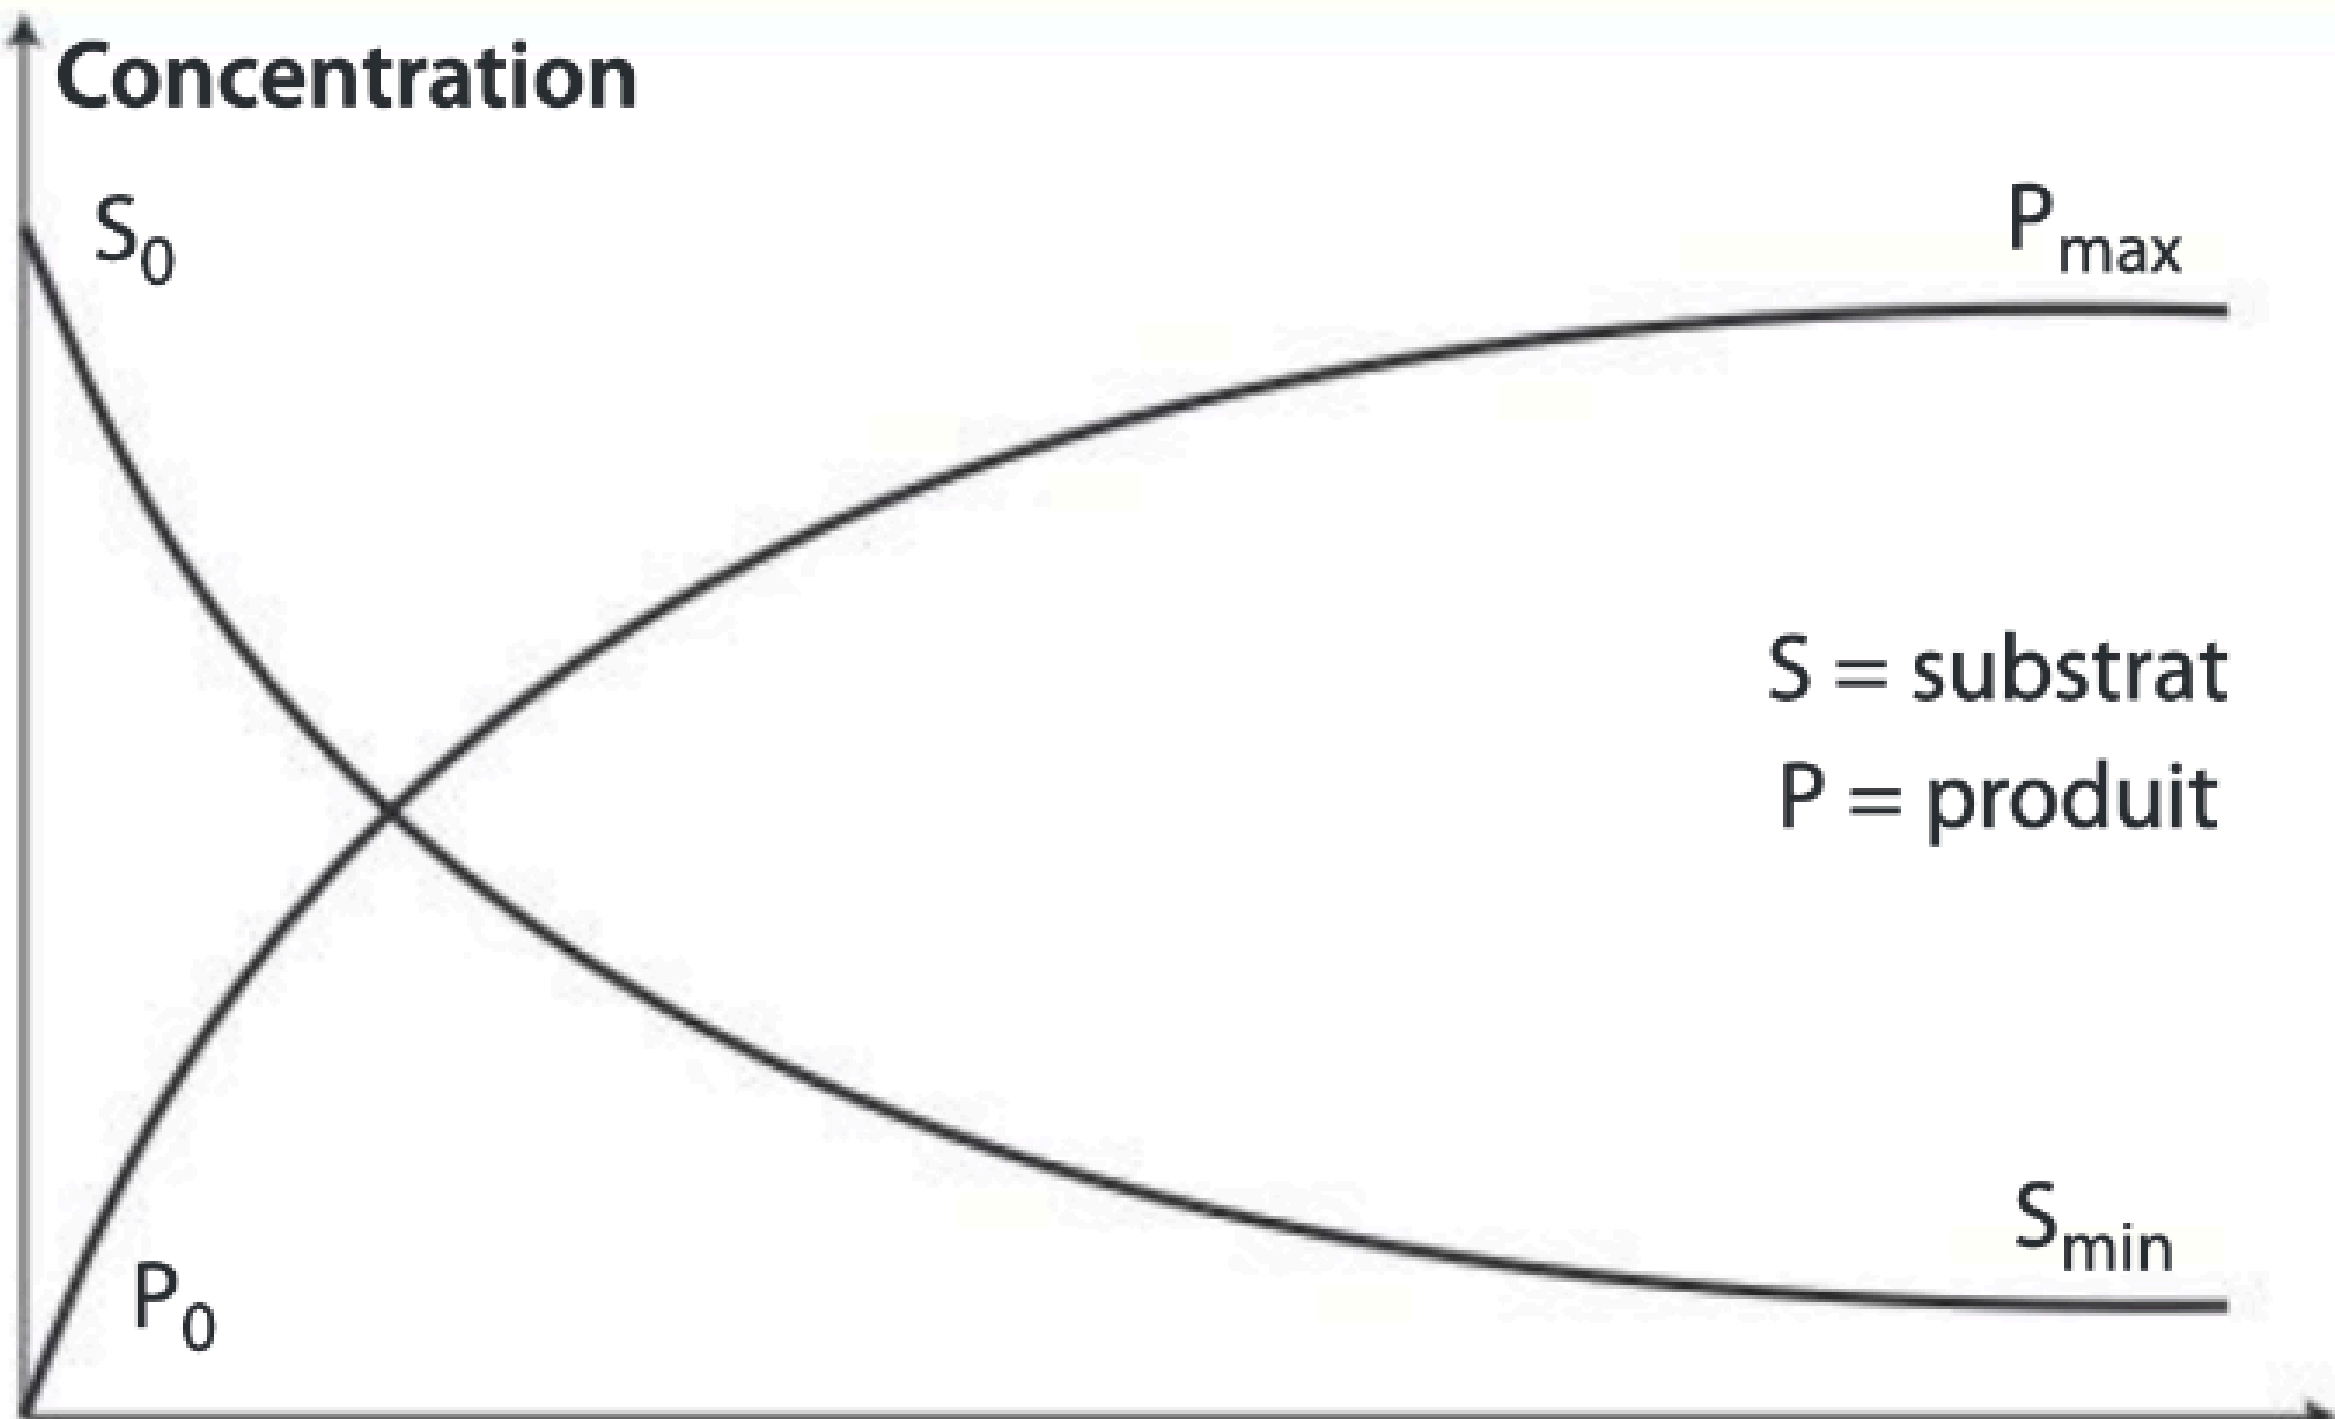 Concentration
S₀
Pmax
S = substrat
P = produit
Smin
P₀